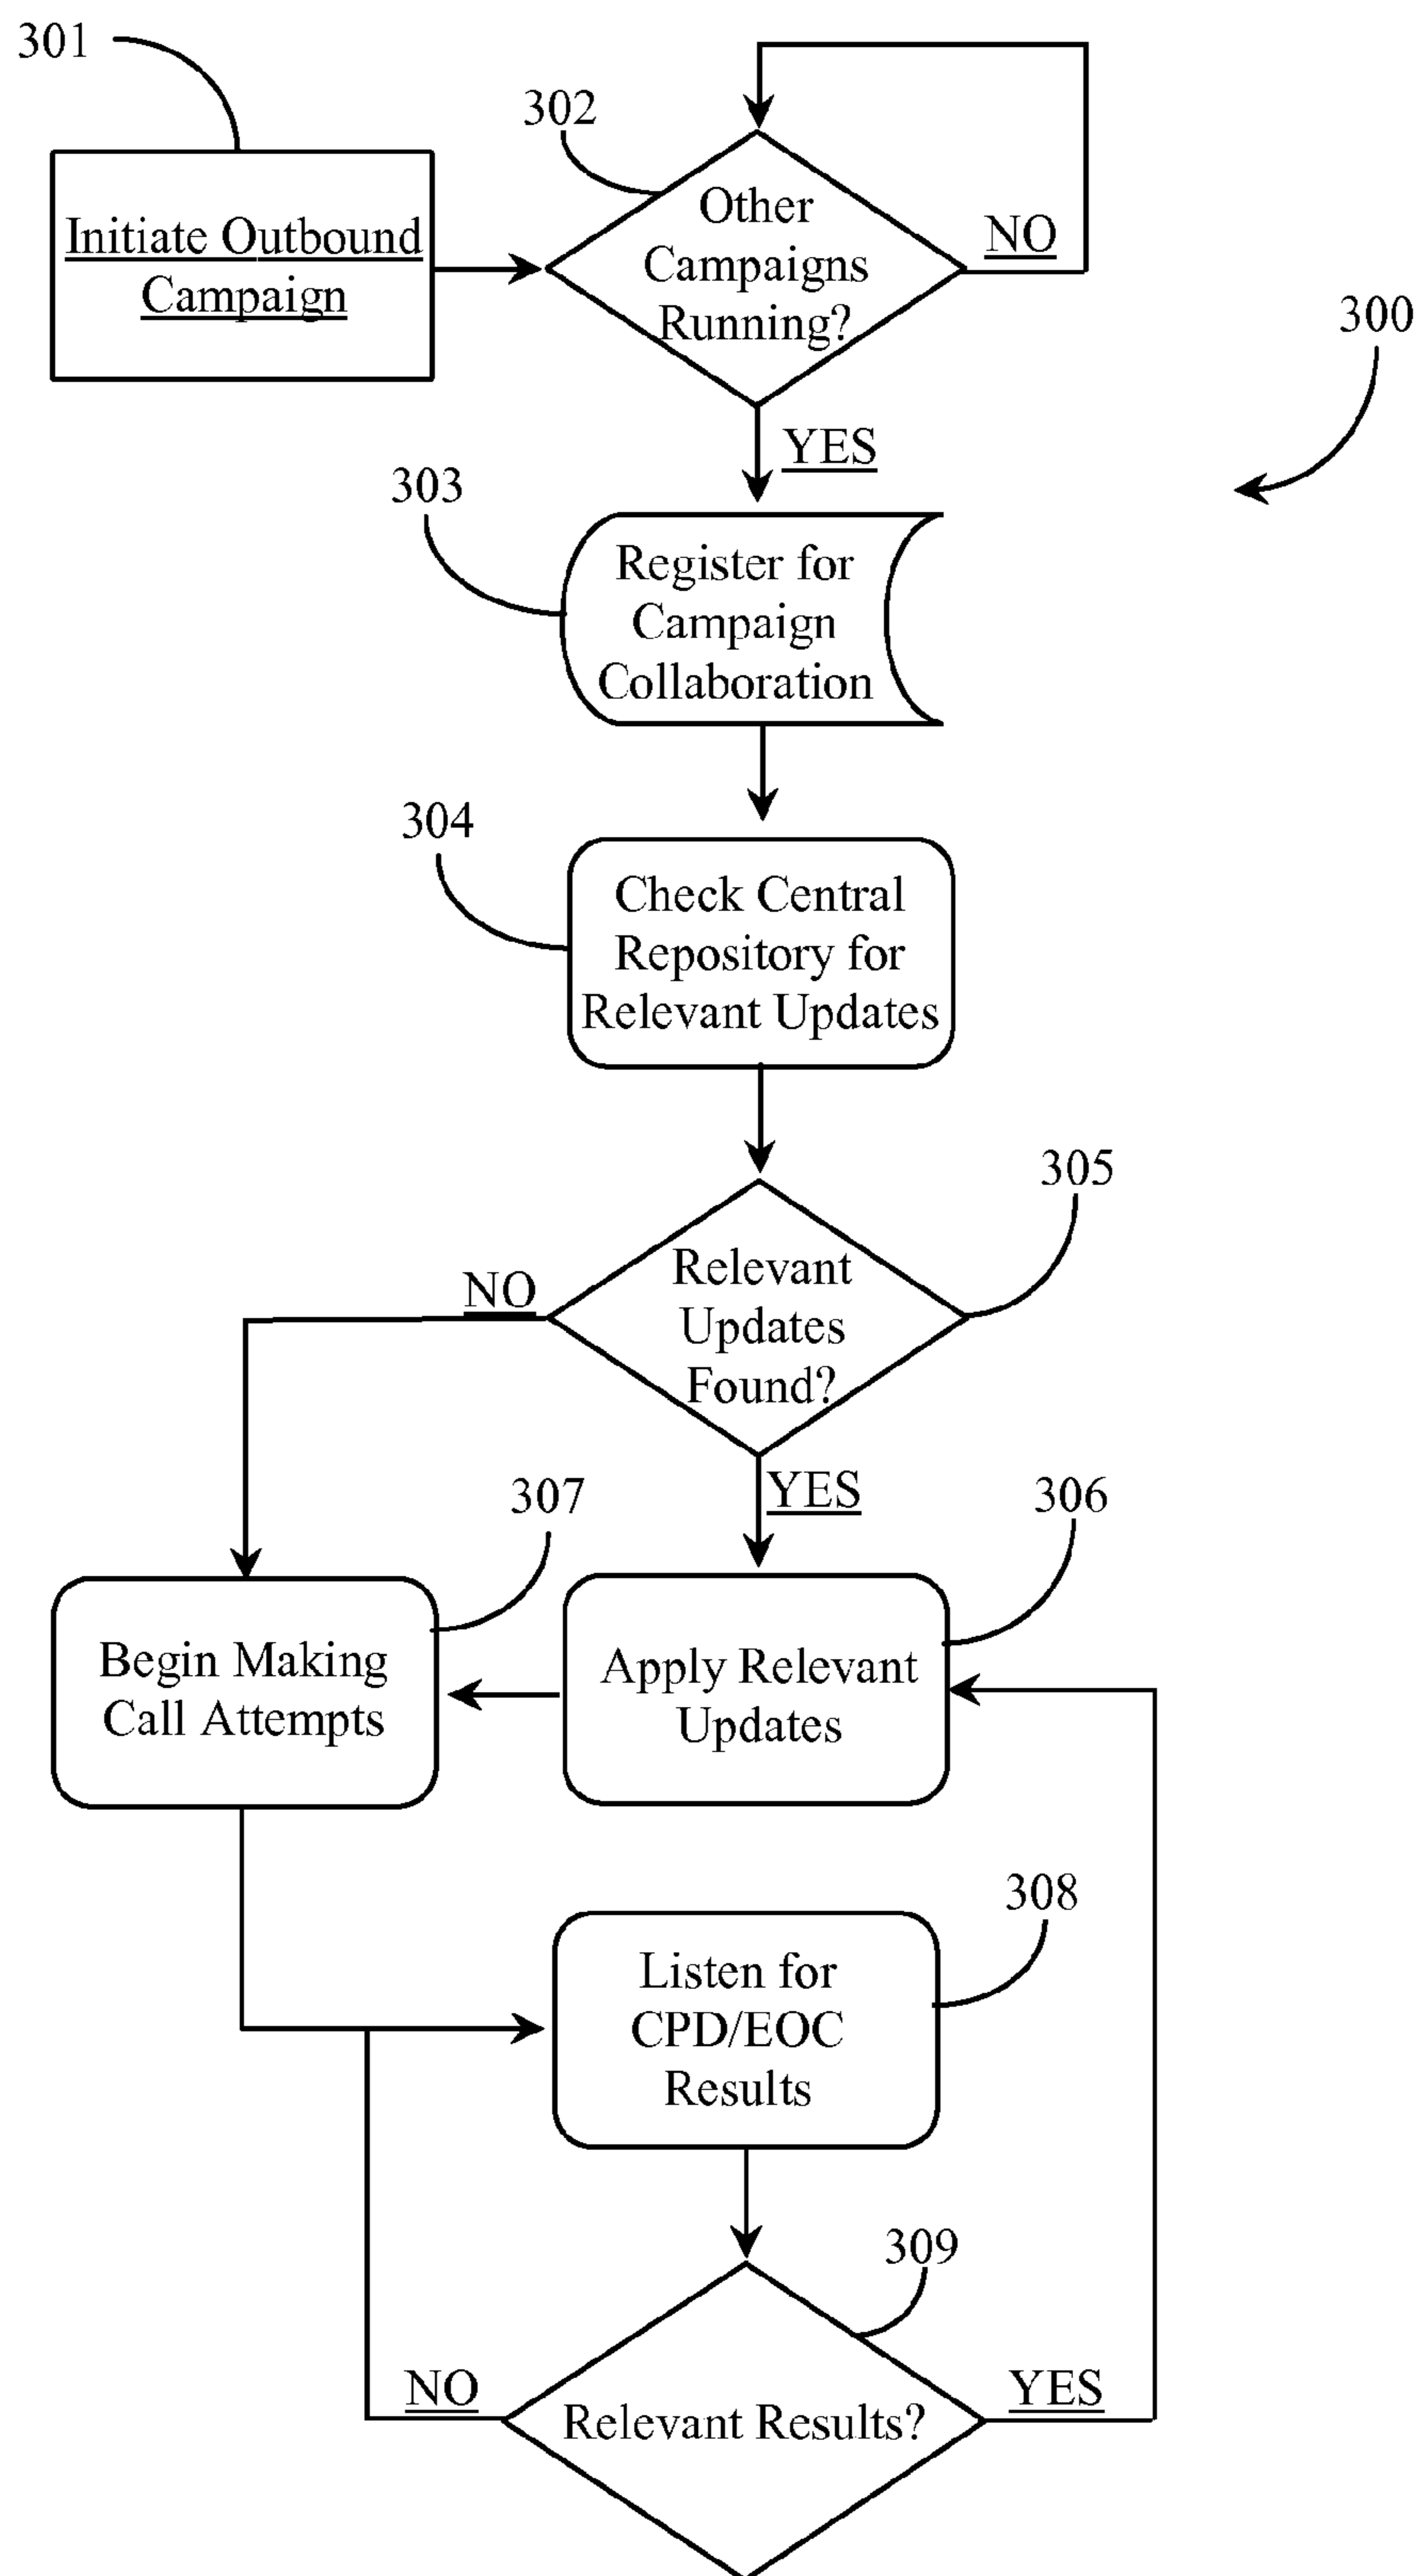 301
302
Initiate Outbound
Campaign
Other
Campaigns
Running?
NO
300
YES
303
Register for
Campaign
Collaboration
304
Check Central
Repository for
Relevant Updates
305
Relevant
Updates
Found?
NO
YES
307
306
Begin Making
Call Attempts
Apply Relevant
Updates
308
Listen for
CPD/EOC
Results
309
NO
Relevant Results?
YES